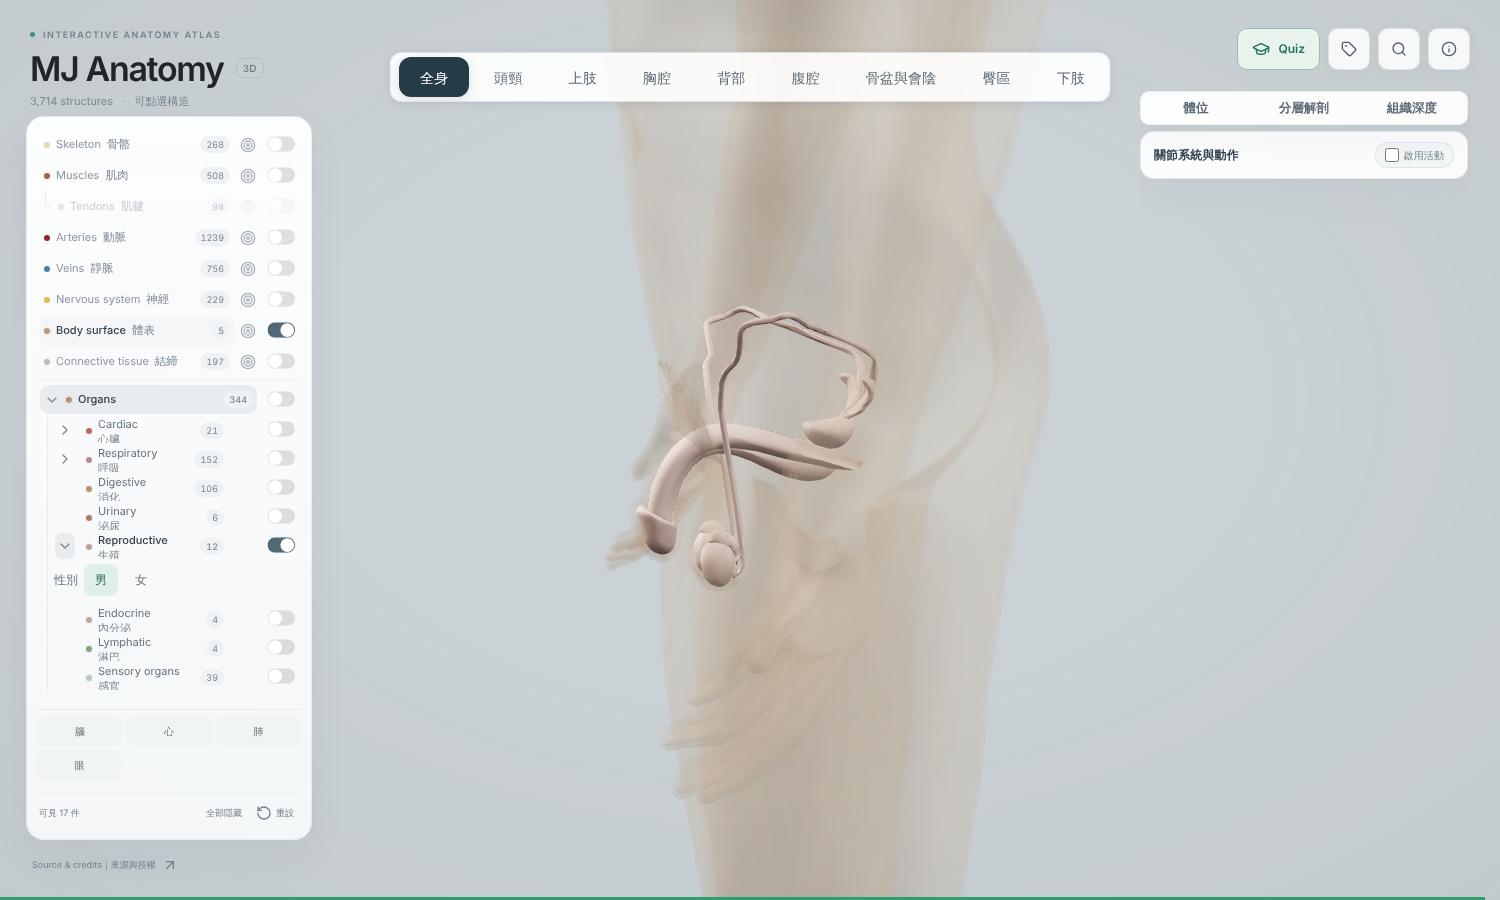 INTERACTIVE ANATOMY ATLAS
MJ Anatomy 3D
3,714 structures · 可點選構造
Skeleton 骨骼 268
Muscles 肌肉 508
Tendons 肌腱 98
Arteries 動脈 1239
Veins 靜脈 756
Nervous system 神經 229
Body surface 體表 5
Connective tissue 結締 197
Organs 344
Cardiac 21
心臟
Respiratory 152
呼吸
Digestive 106
消化
Urinary 6
泌尿
Reproductive 12
生殖
性別 男 女
Endocrine 4
內分泌
Lymphatic 4
淋巴
Sensory organs 39
感官
腦 心 肺
眼
可見 17 件 全部隱藏 重設
Source & credits | 來源與授權
全身 頭頸 上肢 胸腔 背部 腹腔 骨盆與會陰 臀區 下肢
Quiz
體位 分層解剖 組織深度
關節系統與動作 啟用活動